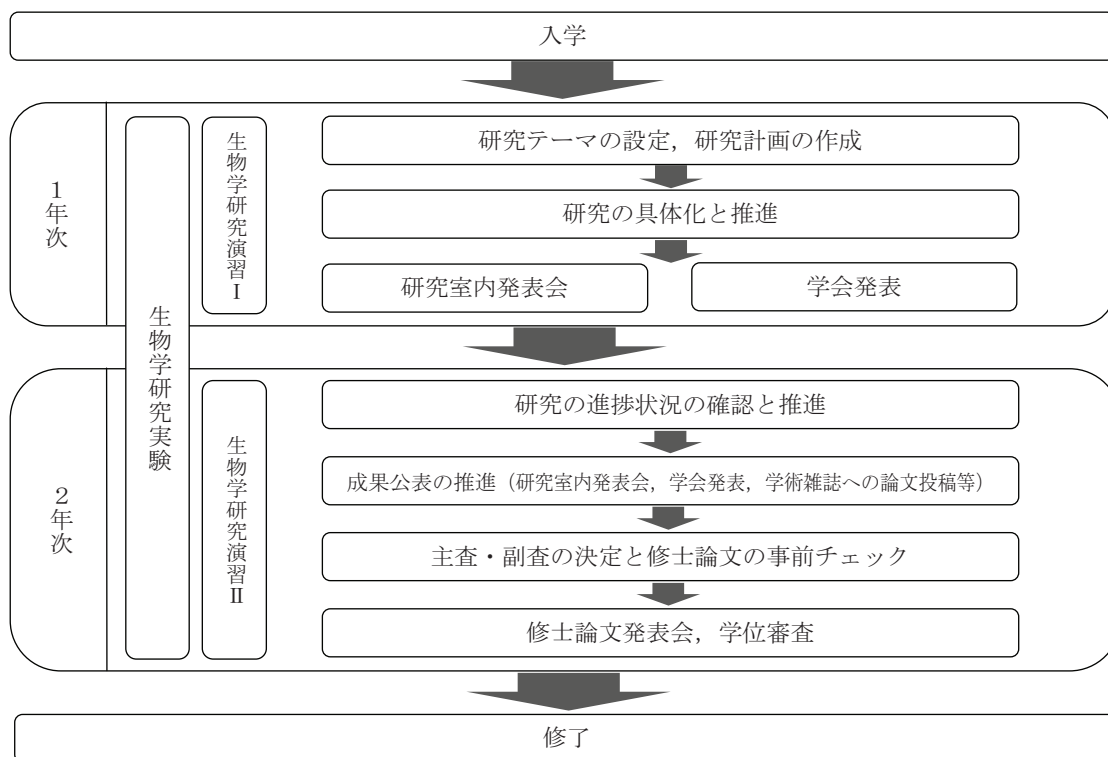 入学
1年次
生物学研究実験
生物学研究演習Ⅰ
研究テーマの設定，研究計画の作成
研究の具体化と推進
研究室内発表会
学会発表
2年次
生物学研究演習Ⅱ
研究の進捗状況の確認と推進
成果公表の推進（研究室内発表会，学会発表，学術雑誌への論文投稿等）
主査・副査の決定と修士論文の事前チェック
修士論文発表会，学位審査
修了